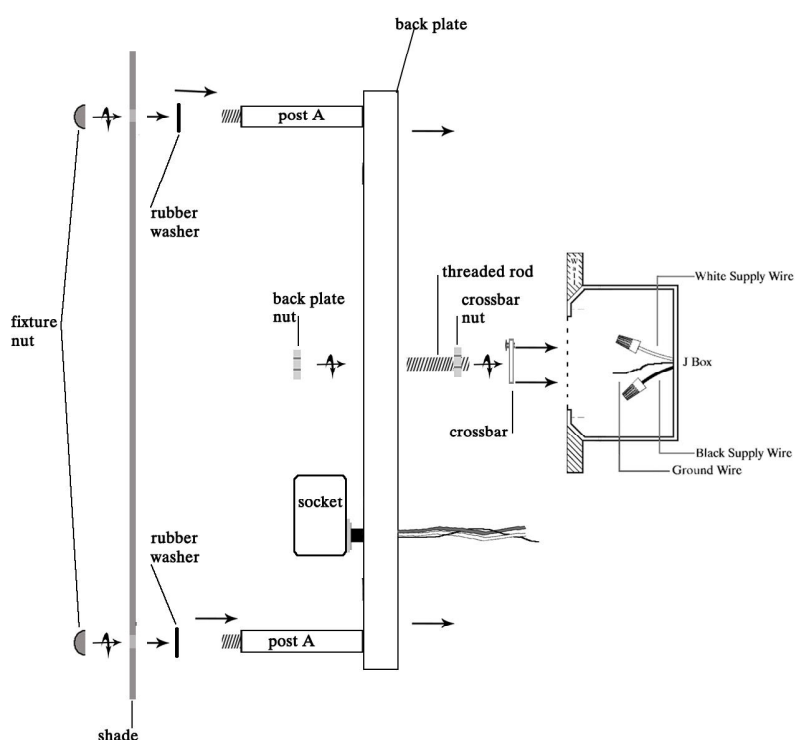 back plate
post A
rubber
washer
threaded rod
crossbar
nut
back plate
nut
White Supply Wire
fixture
nut
J Box
crossbar
Black Supply Wire
Ground Wire
socket
rubber
washer
post A
shade